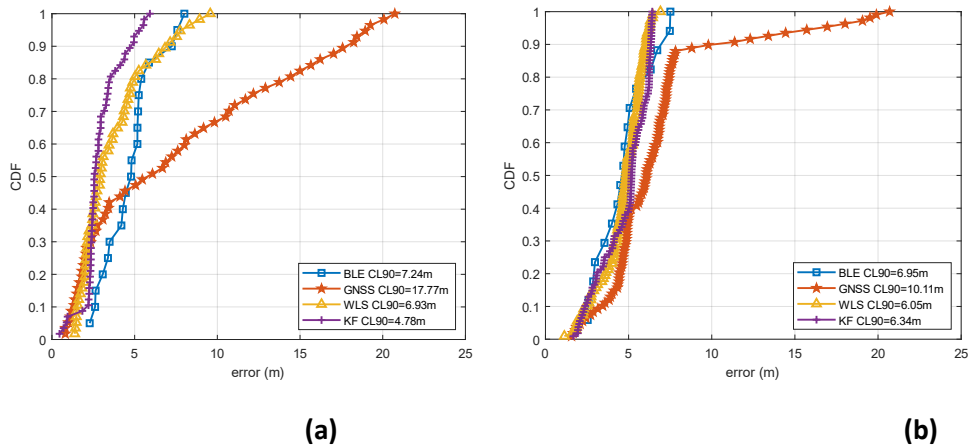 1
0.9
0.8
0.7
0.6
0.5
0.4
0.3
0.2
0.1
0
CDF
0 5 10 15 20 25
error (m)
BLE CL90=7.24m
GNSS CL90=17.77m
WLS CL90=6.93m
KF CL90=4.78m
(a)
1
0.9
0.8
0.7
0.6
0.5
0.4
0.3
0.2
0.1
0
CDF
0 5 10 15 20 25
error (m)
BLE CL90=6.95m
GNSS CL90=10.11m
WLS CL90=6.05m
KF CL90=6.34m
(b)